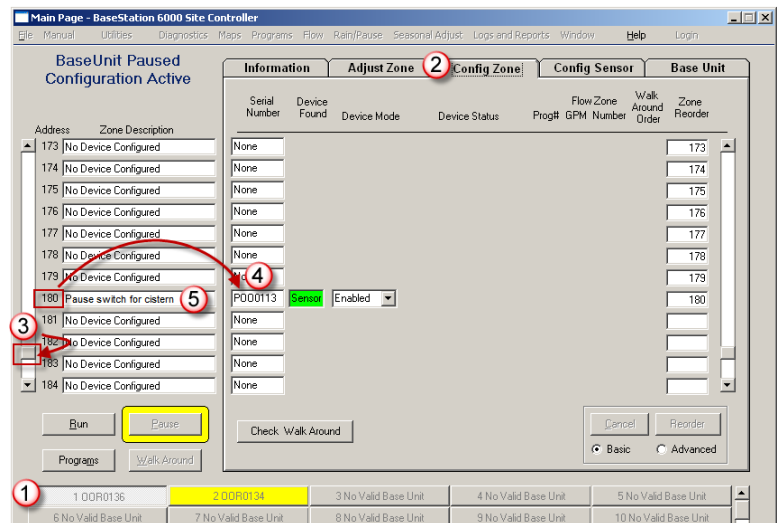 Main Page - BaseStation 6000 Site Controller
File Manual Utilities Diagnostics Maps Programs Flow Rain/Pause Seasonal Adjust Logs and Reports Window Help Login
BaseUnit Paused
Configuration Active
Information Adjust Zone 2 Config Zone Config Sensor Base Unit
Address Zone Description
Serial Number Device Found Device Mode Device Status Prog# Flow GPM Zone Number Walk Around Order Zone Reorder
173 No Device Configured None 173
174 No Device Configured None 174
175 No Device Configured None 175
176 No Device Configured None 176
177 No Device Configured None 177
178 No Device Configured None 178
179 No Device Configured 4 179
180 Pause switch for cistern 5 P000113 Sensor Enabled 180
3
181 No Device Configured None
182 No Device Configured None
183 No Device Configured None
184 No Device Configured None
Run Pause
Check Walk Around
Cancel Reorder
Programs Walk Around
Basic Advanced
1
1 00R0136 2 00R0134 3 No Valid Base Unit 4 No Valid Base Unit 5 No Valid Base Unit
6 No Valid Base Unit 7 No Valid Base Unit 8 No Valid Base Unit 9 No Valid Base Unit 10 No Valid Base Unit